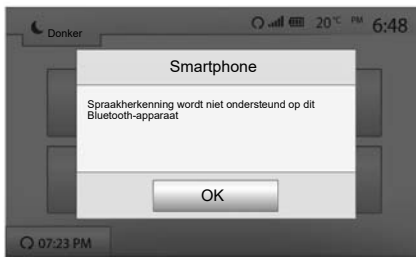 Donker
20°C PM 6:48
Smartphone
Spraakherkenning wordt niet ondersteund op dit
Bluetooth-apparaat
OK
07:23 PM